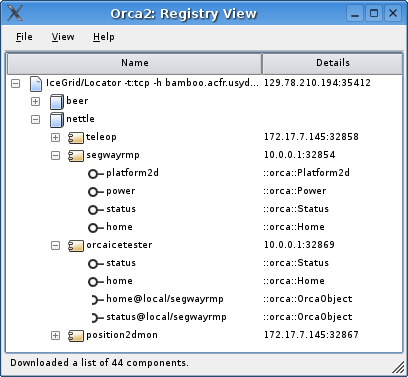 Orca2: Registry View
File View Help
Name Details
IceGrid/Locator -t:tcp -h bamboo.acfr.usyd... 129.78.210.194:35412
beer
nettle
teleop 172.17.7.145:32858
segwayrmp 10.0.0.1:32854
platform2d ::orca::Platform2d
power ::orca::Power
status ::orca::Status
home ::orca::Home
orcaicetester 10.0.0.1:32869
status ::orca::Status
home ::orca::Home
home@local/segwayrmp ::orca::OrcaObject
status@local/segwayrmp ::orca::OrcaObject
position2dmon 172.17.7.145:32867
Downloaded a list of 44 components.